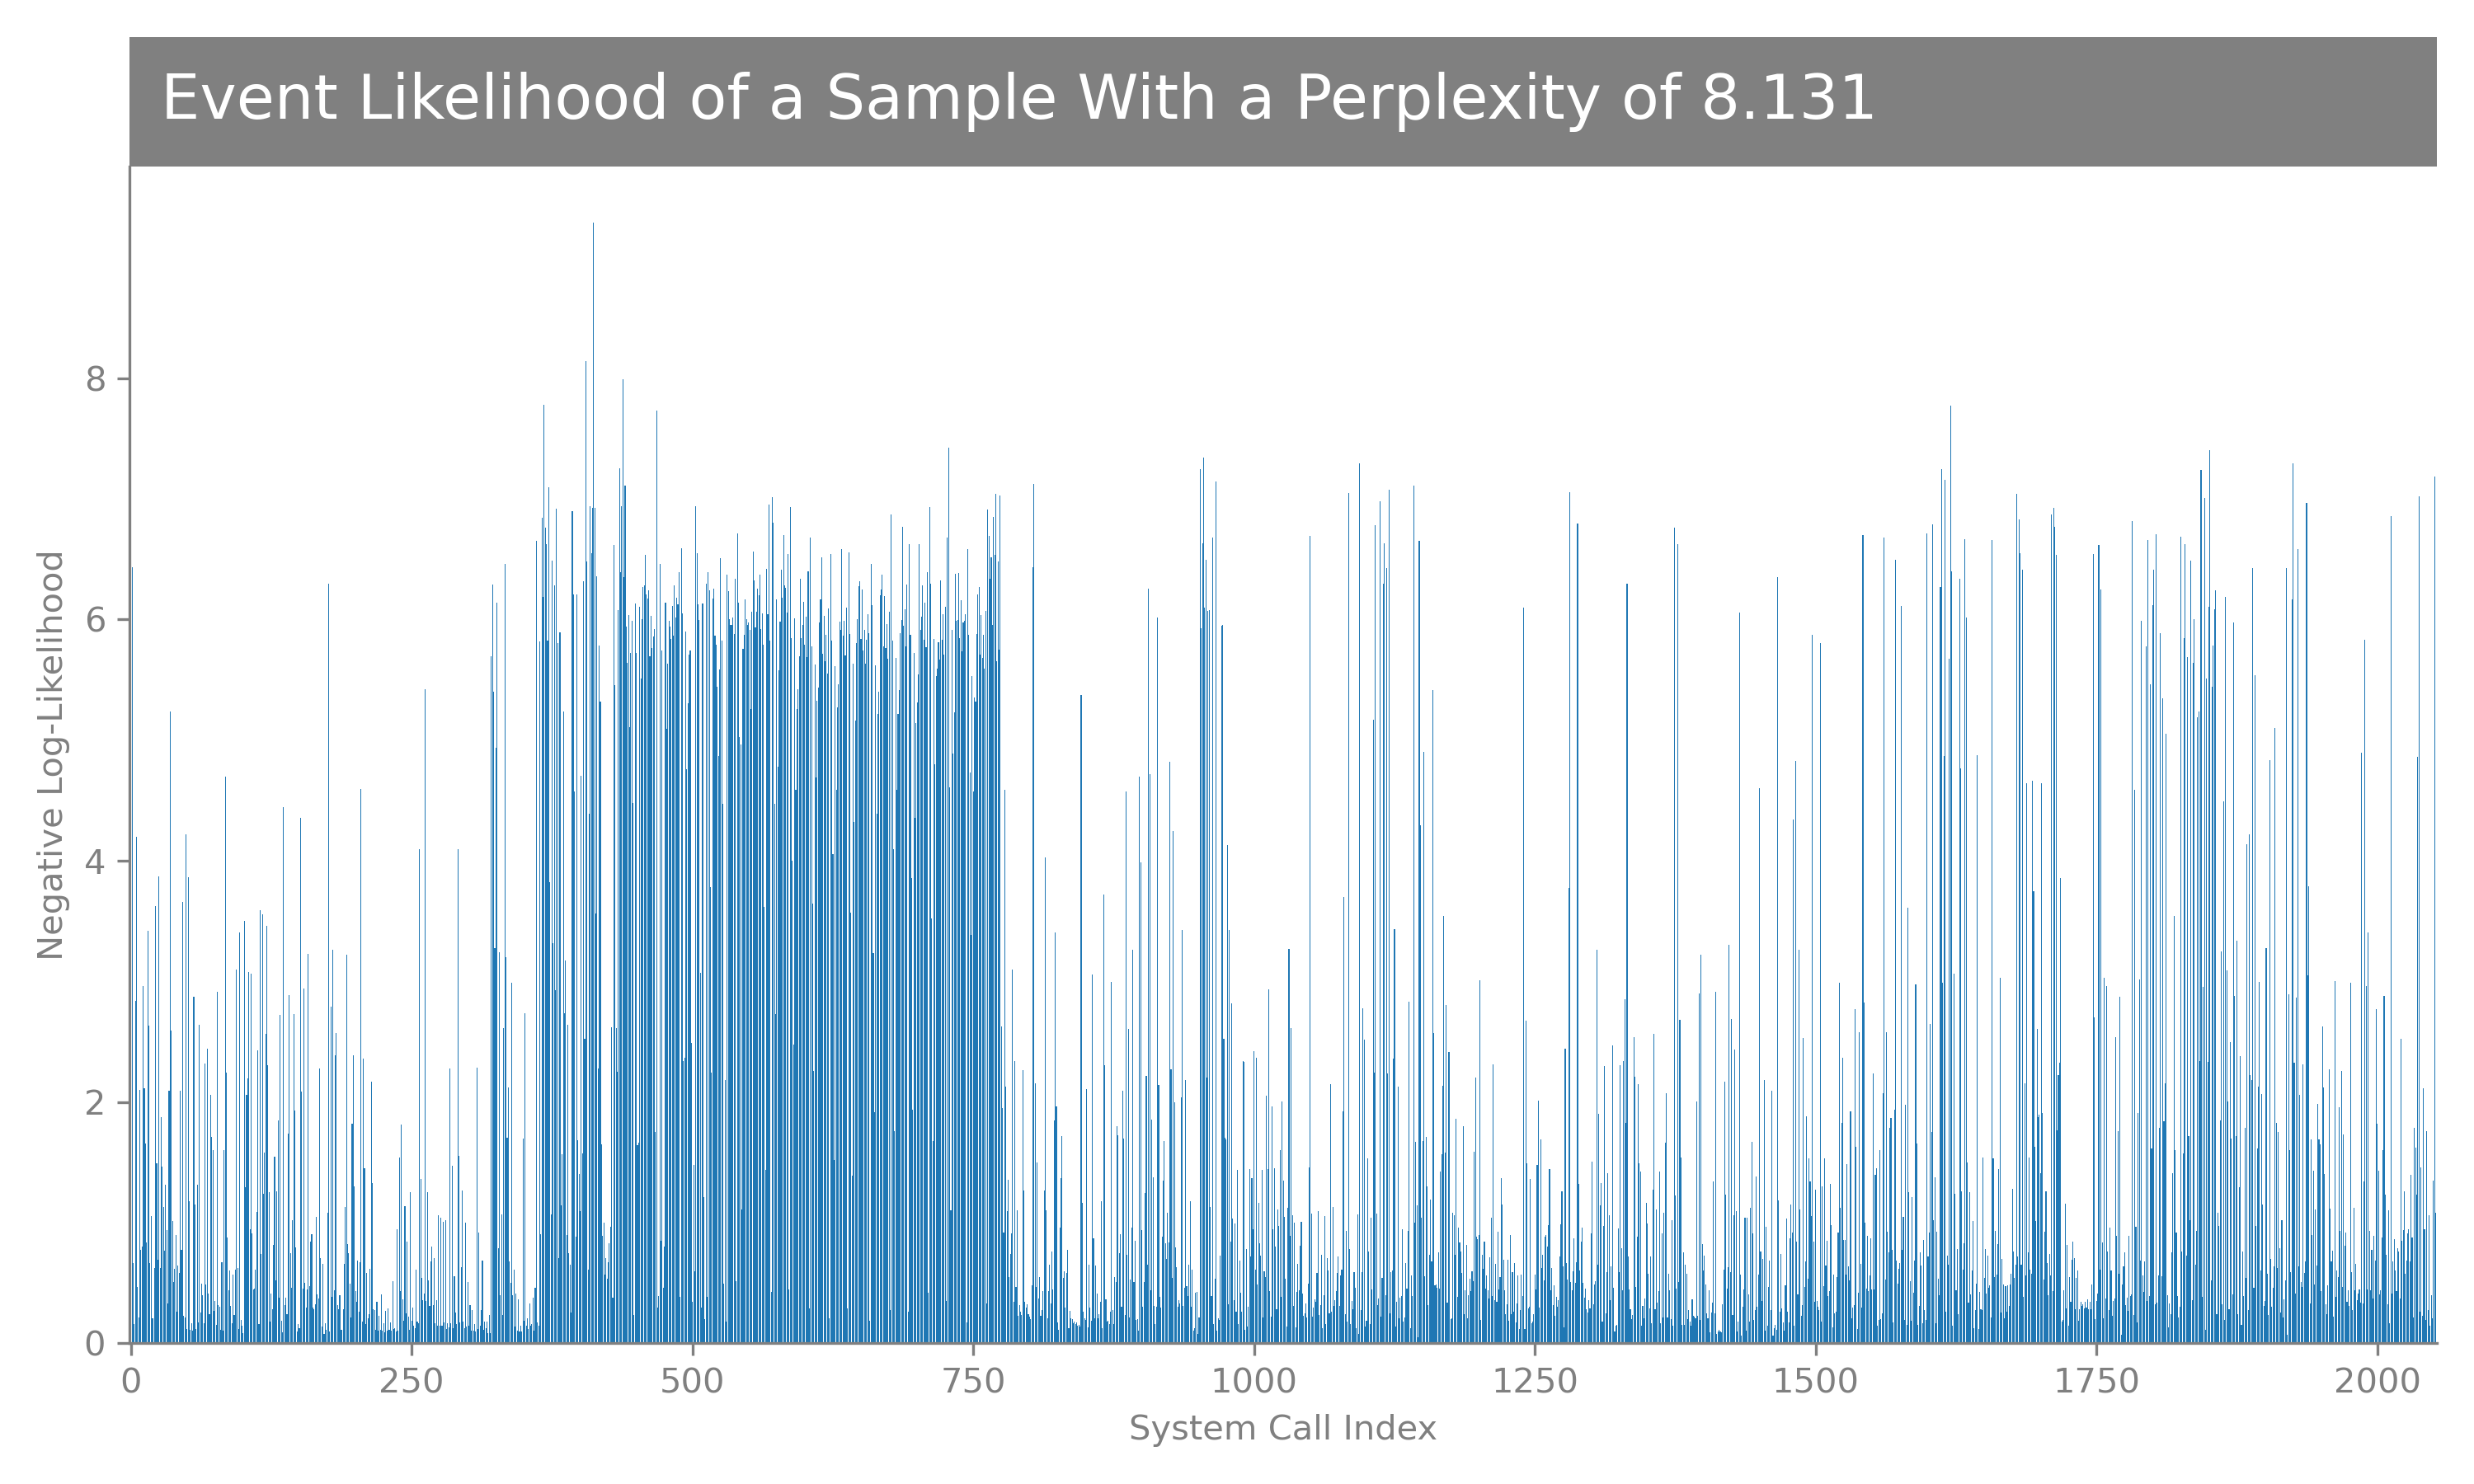 Event Likelihood of a Sample With a Perplexity of 8.131
8
6
4
2
0
Negative Log-Likelihood
0 250 500 750 1000 1250 1500 1750 2000
System Call Index